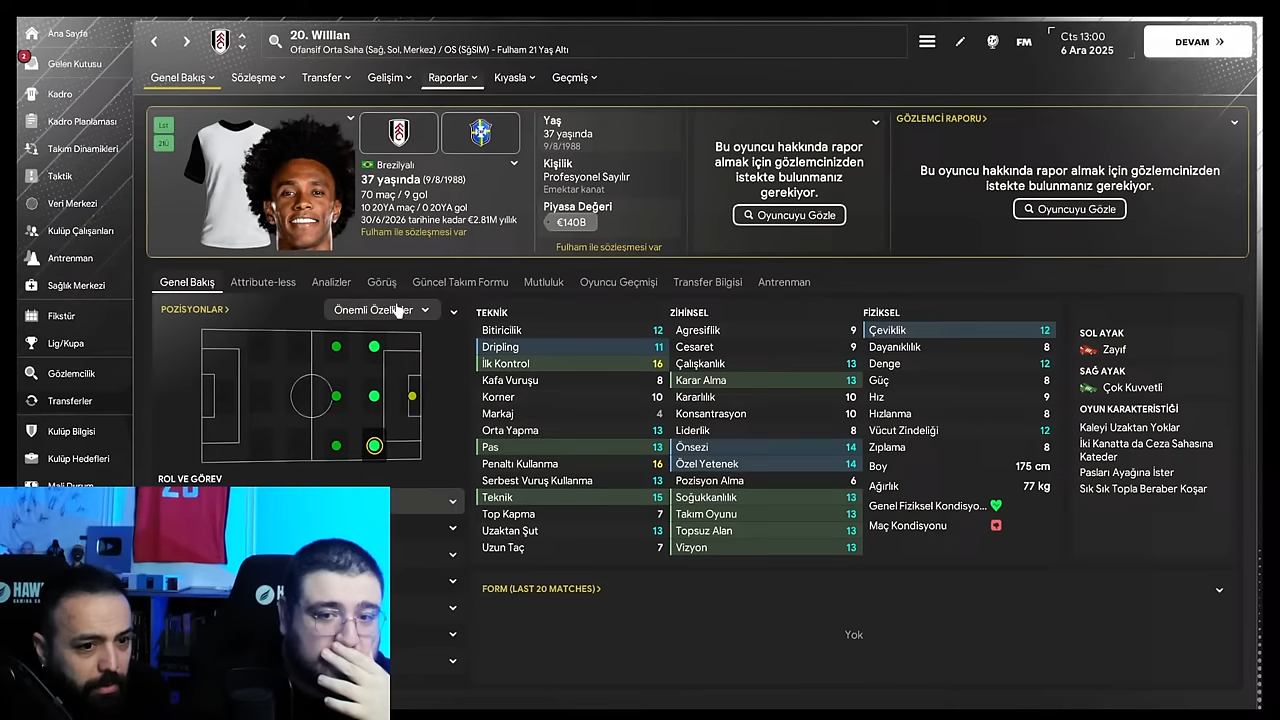 Ana Sayfa
2
Gelen Kutusu
Kadro
Kadro Planlaması
Takım Dinamikleri
Taktik
Veri Merkezi
Kulüp Çalışanları
Antrenman
Sağlık Merkezi
Fikstür
Lig/Kupa
Gözlemcilik
Transferler
Kulüp Bilgisi
Kulüp Hedefleri
20. Willian
Ofansif Orta Saha (Sağ, Sol, Merkez) / OS (SğSlM) - Fulham 21 Yaş Altı
FM
Cts 13:00
6 Ara 2025
DEVAM
Genel Bakış
Sözleşme
Transfer
Gelişim
Raporlar
Kıyasla
Geçmiş
Lst
21Ü
Brezilyalı
37 yaşında (9/8/1988)
70 maç / 9 gol
10 20YA maç / 0 20YA gol
30/6/2026 tarihine kadar €2.81M yıllık
Fulham ile sözleşmesi var
Yaş
37 yaşında
9/8/1988
Kişilik
Profesyonel Sayılır
Emektar kanat
Piyasa Değeri
€140B
Fulham ile sözleşmesi var
Bu oyuncu hakkında rapor
almak için gözlemcinizden
istekte bulunmanız
gerekiyor.
Oyuncuyu Gözle
GÖZLEMCİ RAPORU>
Bu oyuncu hakkında rapor almak için gözlemcinizden
istekte bulunmanız gerekiyor.
Oyuncuyu Gözle
Genel Bakış
Attribute-less
Analizler
Görüş
Güncel Takım Formu
Mutluluk
Oyuncu Geçmişi
Transfer Bilgisi
Antrenman
POZİSYONLAR>
Önemli Özellikler
ROL VE GÖREV
TEKNİK
Bitiricilik 12
Dripling 11
İlk Kontrol 16
Kafa Vuruşu 8
Korner 10
Markaj 4
Orta Yapma 13
Pas 13
Penaltı Kullanma 16
Serbest Vuruş Kullanma 13
Teknik 15
Top Kapma 7
Uzaktan Şut 13
Uzun Taç 7
ZİHİNSEL
Agresiflik 9
Cesaret 9
Çalışkanlık 13
Karar Alma 13
Kararlılık 10
Konsantrasyon 10
Liderlik 8
Önsezi 14
Özel Yetenek 14
Pozisyon Alma 6
Soğukkanlılık 13
Takım Oyunu 13
Topsuz Alan 13
Vizyon 13
FİZİKSEL
Çeviklik 12
Dayanıklılık 8
Denge 12
Güç 8
Hız 9
Hızlanma 8
Vücut Zindeliği 12
Zıplama 8
Boy 175 cm
Ağırlık 77 kg
Genel Fiziksel Kondisyo...
Maç Kondisyonu
SOL AYAK
Zayıf
SAĞ AYAK
Çok Kuvvetli
OYUN KARAKTERİSTİĞİ
Kaleyi Uzaktan Yoklar
İki Kanatta da Ceza Sahasına
Kateder
Pasları Ayağına İster
Sık Sık Topla Beraber Koşar
FORM (LAST 20 MATCHES)>
Yok